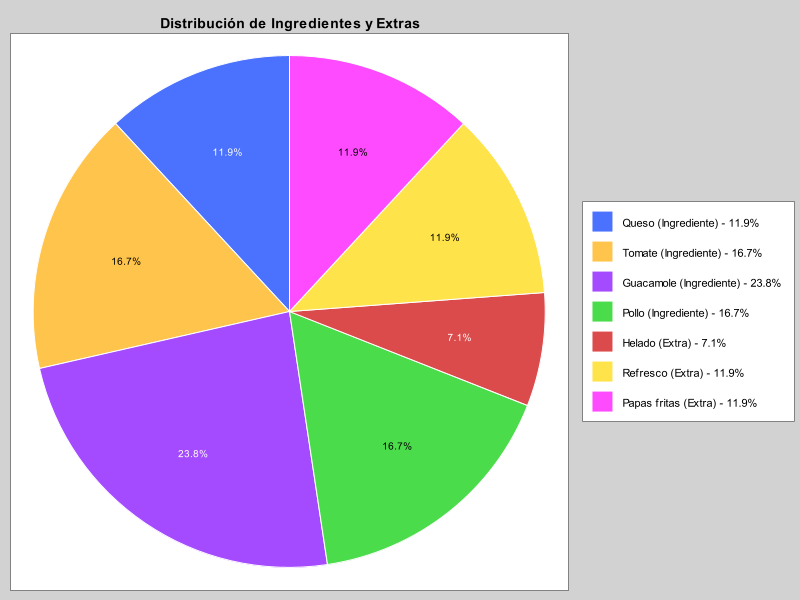 Distribución de Ingredientes y Extras
11.9%
11.9%
11.9%
16.7%
7.1%
16.7%
23.8%
Queso (Ingrediente) - 11.9%
Tomate (Ingrediente) - 16.7%
Guacamole (Ingrediente) - 23.8%
Pollo (Ingrediente) - 16.7%
Helado (Extra) - 7.1%
Refresco (Extra) - 11.9%
Papas fritas (Extra) - 11.9%